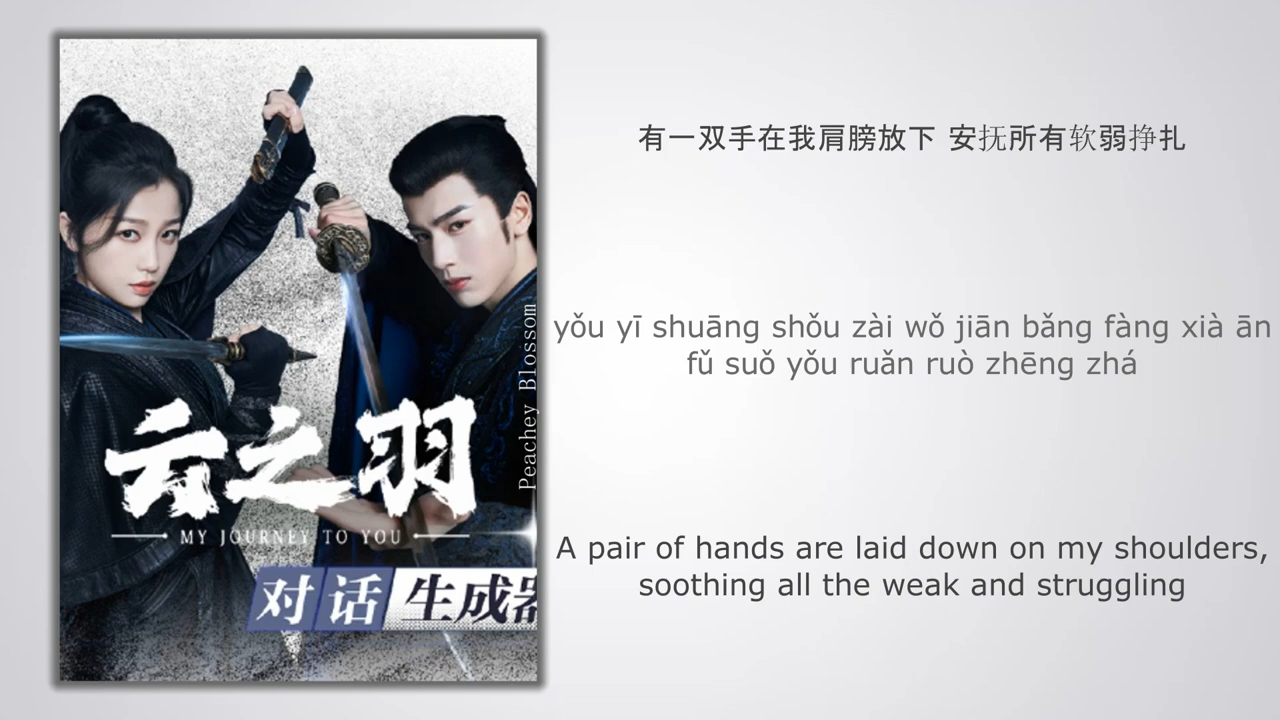 云之羽
MY JOURNEY TO YOU
对话生成器
Peachey Blossom
有一双手在我肩膀放下 安抚所有软弱挣扎
yǒu yī shuāng shǒu zài wǒ jiān bǎng fàng xià ān
fǔ suǒ yǒu ruǎn ruò zhēng zhá
A pair of hands are laid down on my shoulders,
soothing all the weak and struggling